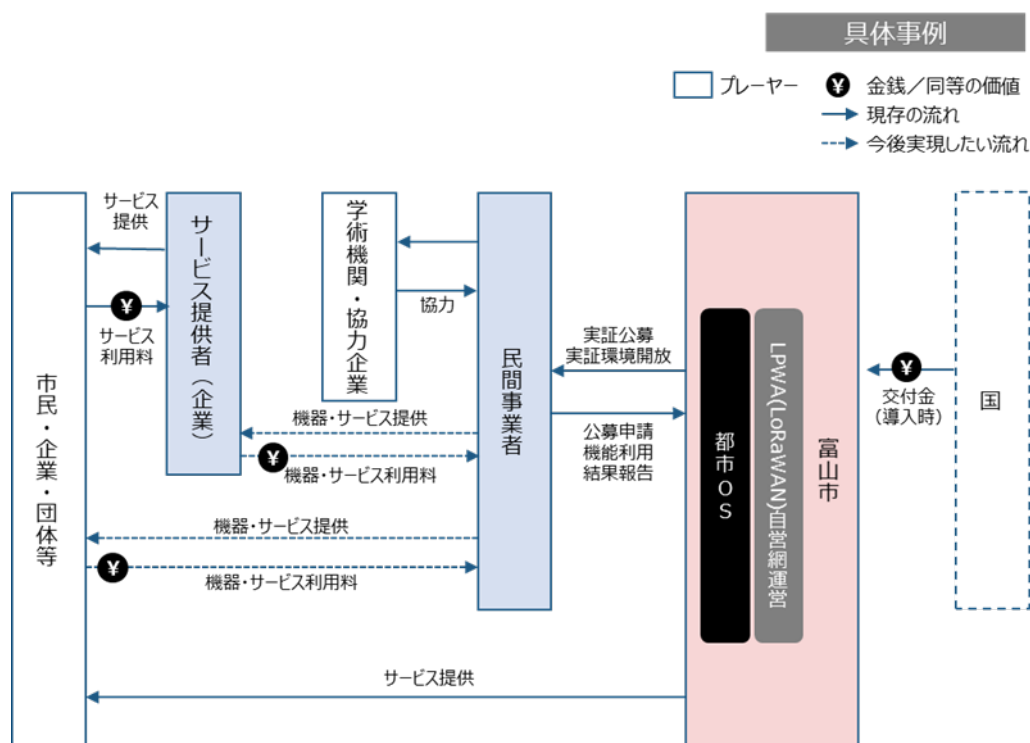 具体事例
プレーヤー
¥
金銭／同等の価値
現存の流れ
今後実現したい流れ
市民・企業・団体等
サービス
提供
¥
サービス
利用料
サービス提供者（企業）
学術機関・協力企業
協力
民間事業者
機器・サービス提供
¥
機器・サービス利用料
機器・サービス提供
¥
機器・サービス利用料
実証公募
実証環境開放
公募申請
機能利用
結果報告
都市OS
LPWA(LoRaWAN)自営網運営
富山市
¥
交付金
（導入時）
国
サービス提供